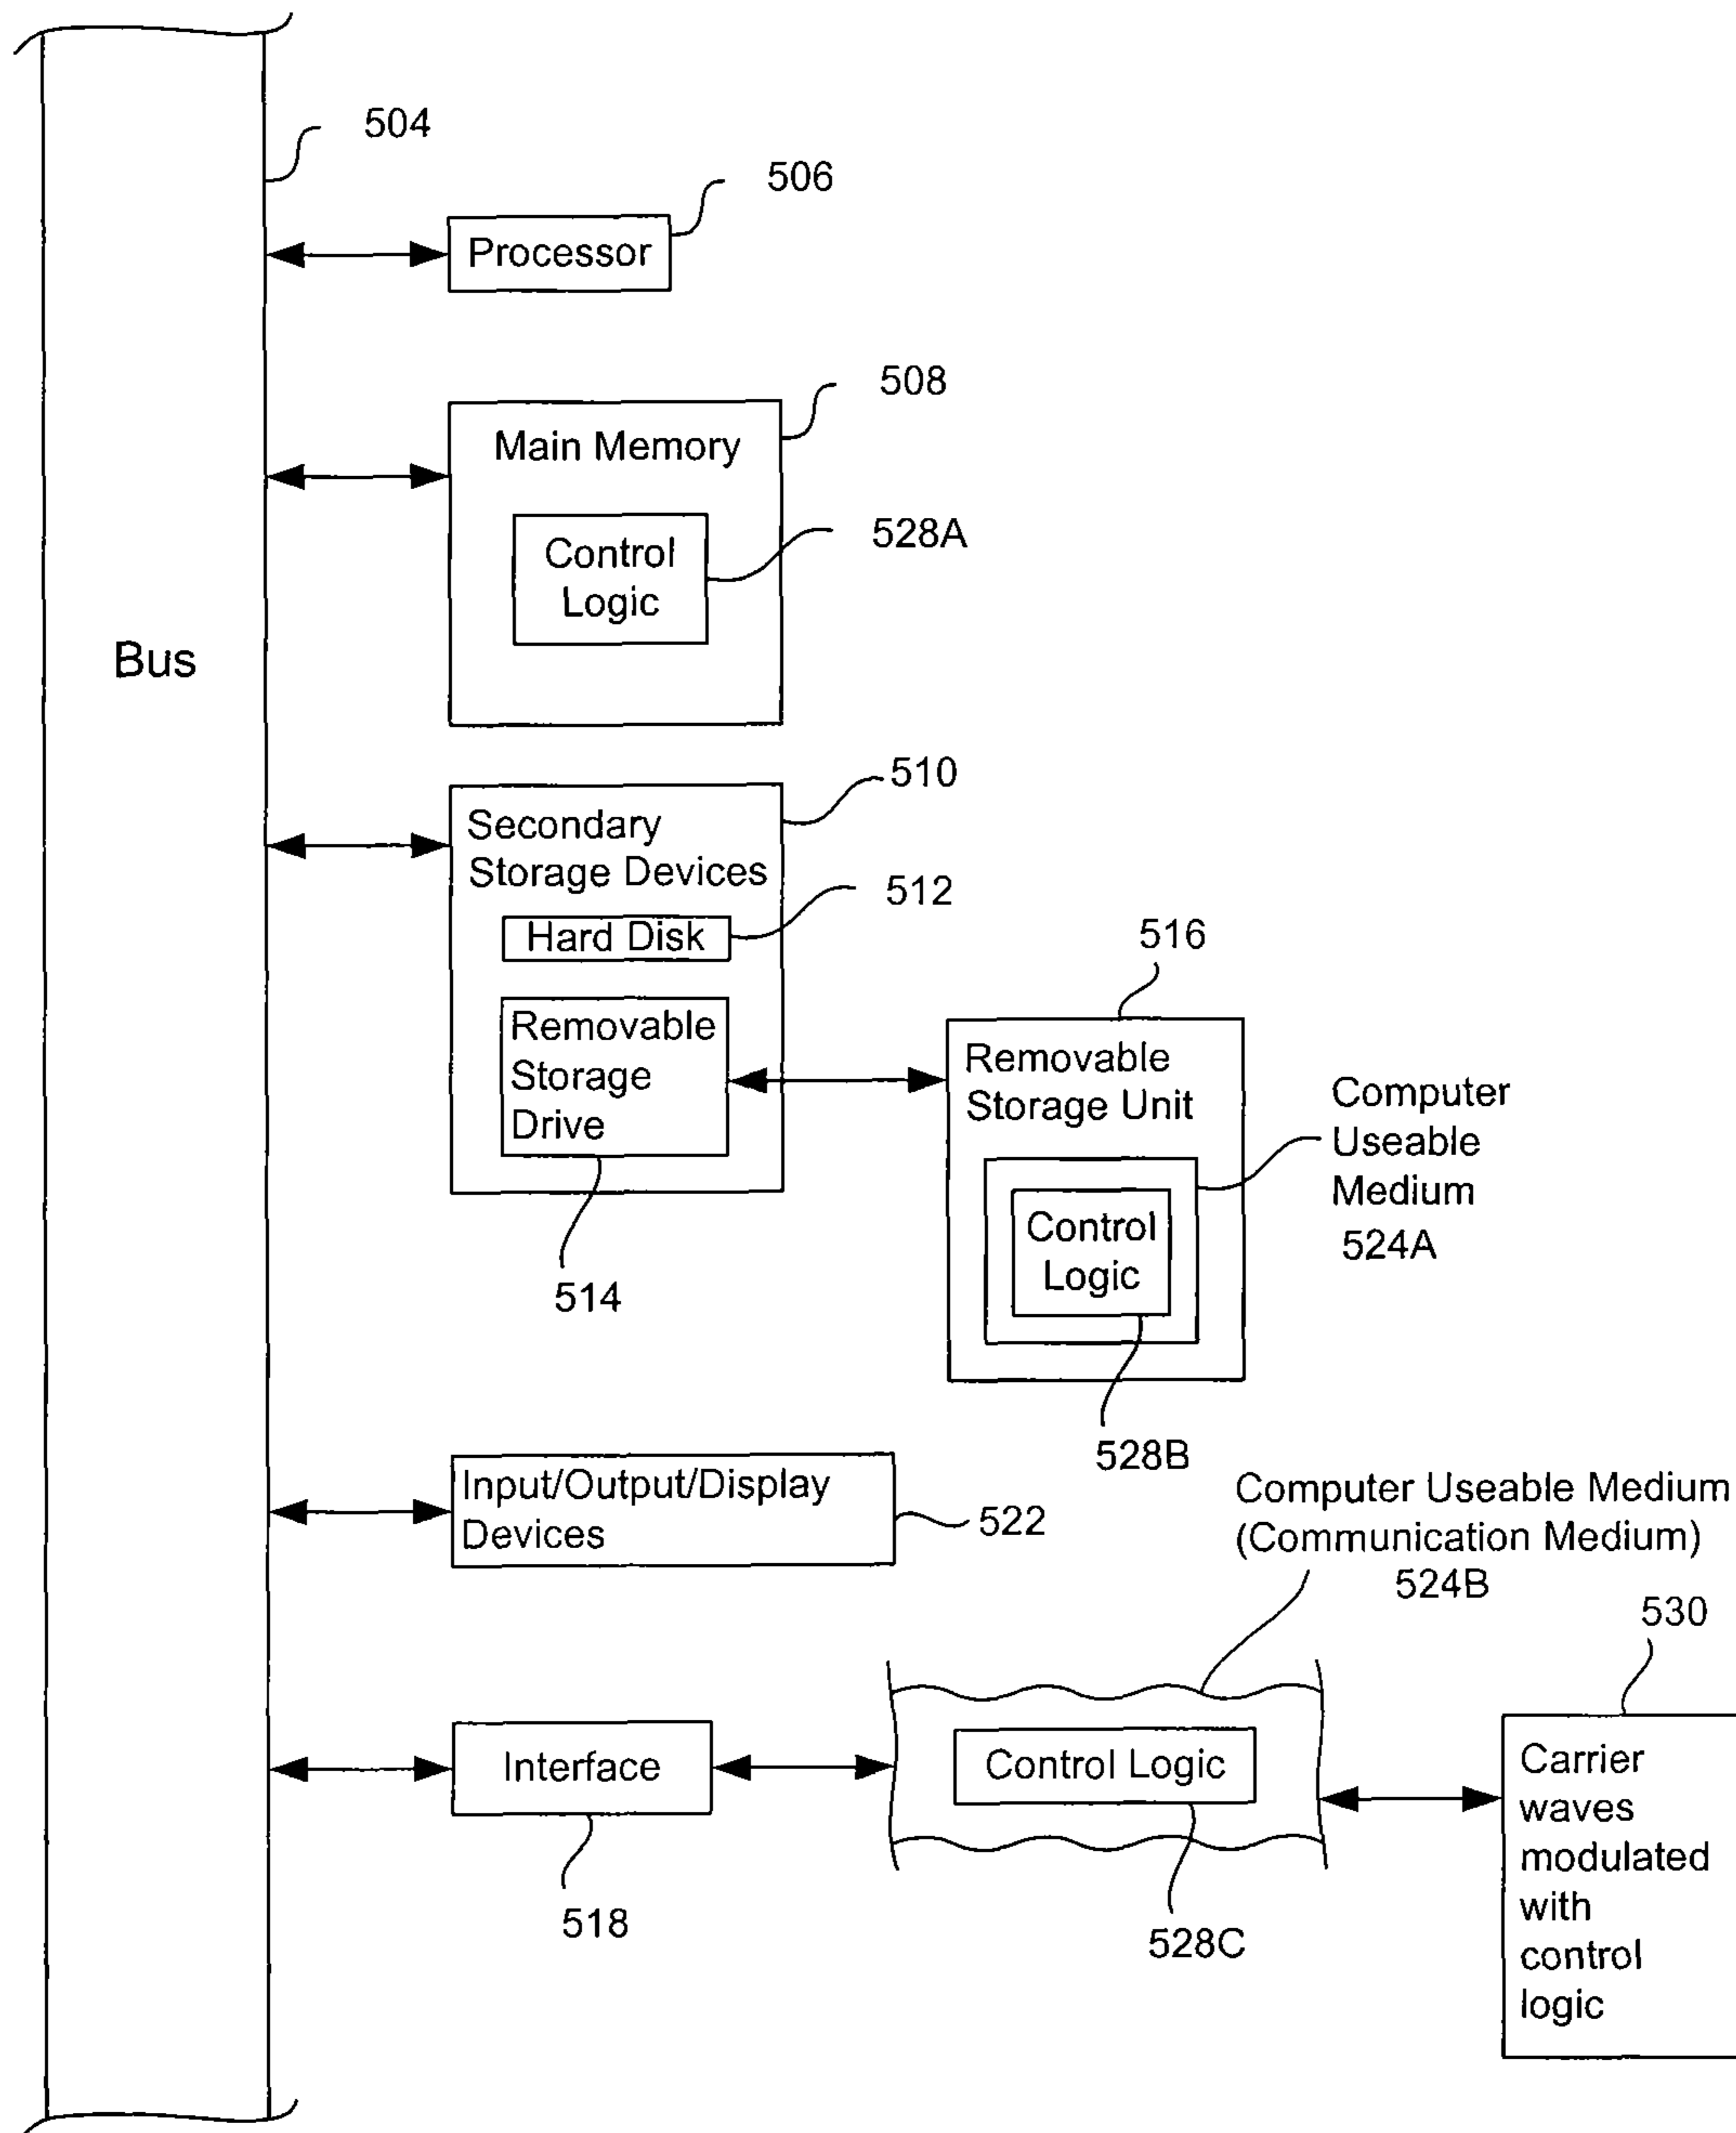 504
506
Processor
508
Main Memory
528A
Control
Logic
Bus
510
Secondary
Storage Devices
512
Hard Disk
516
Removable
Storage
Drive
514
Removable
Storage Unit
Computer
Useable
Medium
524A
Control
Logic
528B
Input/Output/Display
Devices
522
Computer Useable Medium
(Communication Medium)
524B
530
Interface
518
Control Logic
528C
Carrier
waves
modulated
with
control
logic